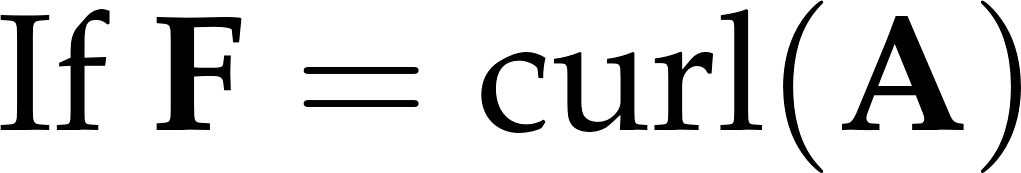 If F = curl(A)